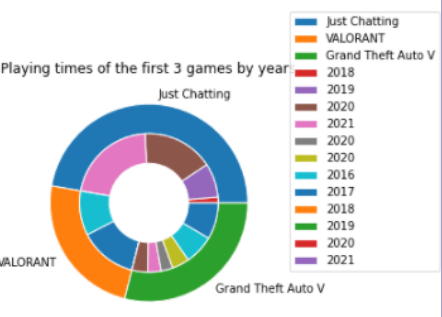 Just Chatting
VALORANT
Grand Theft Auto V
2018
2019
2020
2021
2020
2020
2016
2017
2018
2019
2020
2021
Playing times of the first 3 games by years
Just Chatting
VALORANT
Grand Theft Auto V